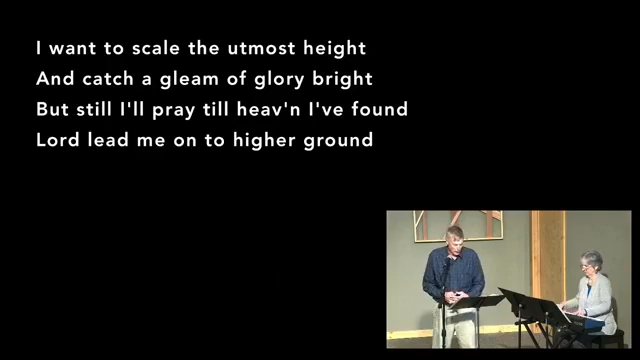 I want to scale the utmost height
And catch a gleam of glory bright
But still I'll pray till heav'n I've found
Lord lead me on to higher ground